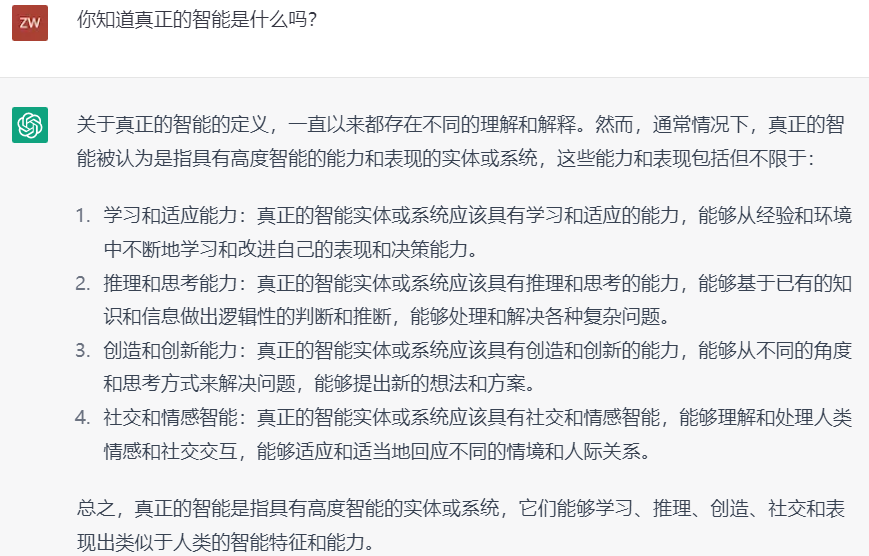 ZW
你知道真正的智能是什么吗?
关于真正的智能的定义，一直以来都存在不同的理解和解释。然而，通常情况下，真正的智
能被认为是指具有高度智能的能力和表现的实体或系统，这些能力和表现包括但不限于：
1. 学习和适应能力：真正的智能实体或系统应该具有学习和适应的能力，能够从经验和环境
中不断地学习和改进自己的表现和决策能力。
2. 推理和思考能力：真正的智能实体或系统应该具有推理和思考的能力，能够基于已有的知
识和信息做出逻辑性的判断和推断，能够处理和解决各种复杂问题。
3. 创造和创新能力：真正的智能实体或系统应该具有创造和创新的能力，能够从不同的角度
和思考方式来解决问题，能够提出新的想法和方案。
4. 社交和情感智能：真正的智能实体或系统应该具有社交和情感智能，能够理解和处理人类
情感和社交交互，能够适应和适当地回应不同的情境和人际关系。
总之，真正的智能是指具有高度智能的实体或系统，它们能够学习、推理、创造、社交和表
现出类似于人类的智能特征和能力。